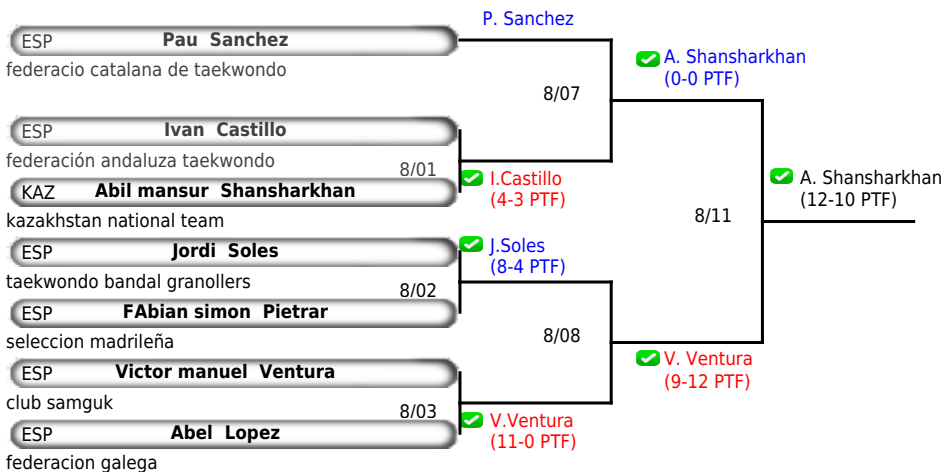 P. Sanchez
ESP Pau Sanchez
federacio catalana de taekwondo
A. Shansharkhan
(0-0 PTF)
8/07
ESP Ivan Castillo
federación andaluza taekwondo
8/01
KAZ Abil mansur Shansharkhan
kazakhstan national team
I.Castillo
(4-3 PTF)
A. Shansharkhan
(12-10 PTF)
8/11
ESP Jordi Soles
taekwondo bandal granollers
J.Soles
(8-4 PTF)
8/02
ESP FAbian simon Pietrar
seleccion madrileña
8/08
ESP Victor manuel Ventura
club samguk
V. Ventura
(9-12 PTF)
8/03
ESP Abel Lopez
federacion galega
V.Ventura
(11-0 PTF)